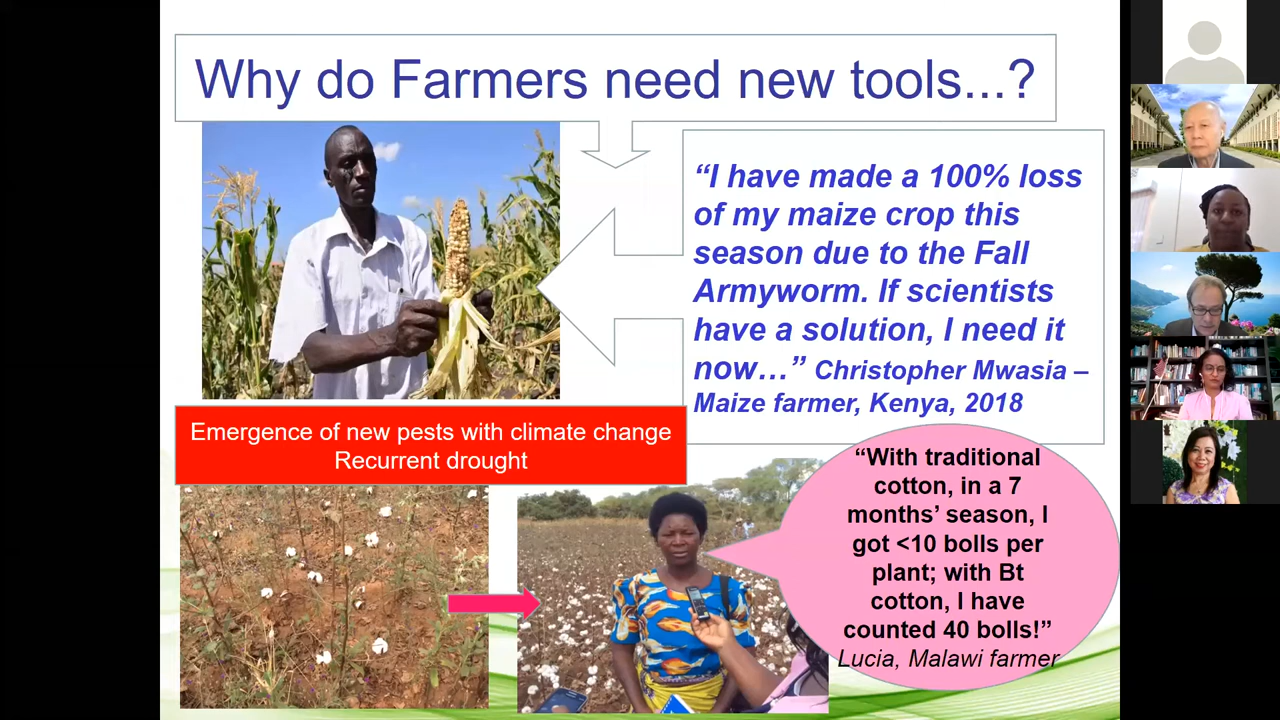 Why do Farmers need new tools...?
“I have made a 100% loss
of my maize crop this
season due to the Fall
Armyworm. If scientists
have a solution, I need it
now…” Christopher Mwasia –
Maize farmer, Kenya, 2018
Emergence of new pests with climate change
Recurrent drought
“With traditional
cotton, in a 7
months’ season, I
got <10 bolls per
plant; with Bt
cotton, I have
counted 40 bolls!”
Lucia, Malawi farmer